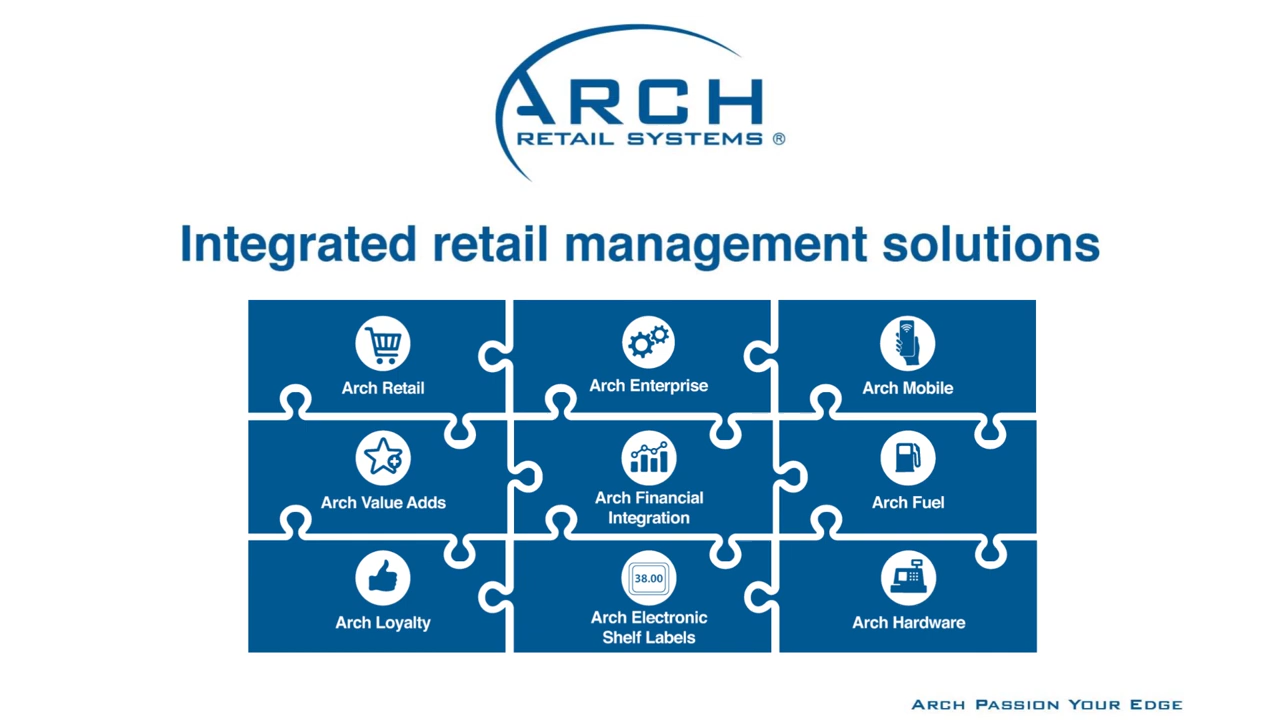 ARCH
RETAIL SYSTEMS ®
Integrated retail management solutions
Arch Retail
Arch Enterprise
Arch Mobile
Arch Value Adds
Arch Financial
Integration
Arch Fuel
Arch Loyalty
38.00
Arch Electronic
Shelf Labels
Arch Hardware
ARCH PASSION YOUR EDGE